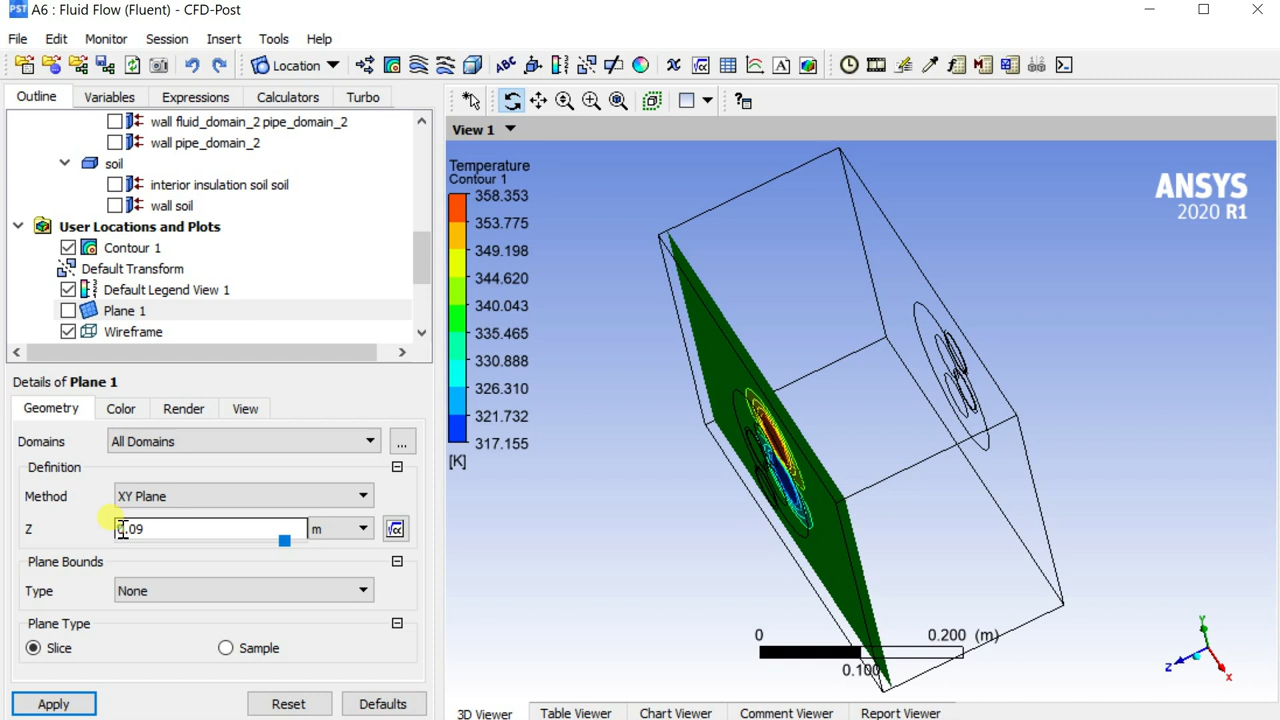 PST A6 : Fluid Flow (Fluent) - CFD-Post
File Edit Monitor Session Insert Tools Help
Location
Outline Variables Expressions Calculators Turbo
wall fluid_domain_2 pipe_domain_2
wall pipe_domain_2
soil
interior insulation soil soil
wall soil
User Locations and Plots
Contour 1
Default Transform
Default Legend View 1
Plane 1
Wireframe
Details of Plane 1
Geometry Color Render View
Domains All Domains ...
Definition
Method XY Plane
Z .09 m
Plane Bounds
Type None
Plane Type
Slice Sample
Apply Reset Defaults
View 1
Temperature
Contour 1
358.353
353.775
349.198
344.620
340.043
335.465
330.888
326.310
321.732
317.155
[K]
ANSYS
2020 R1
0 0.200 (m)
0.100
Y
Z
X
3D Viewer Table Viewer Chart Viewer Comment Viewer Report Viewer